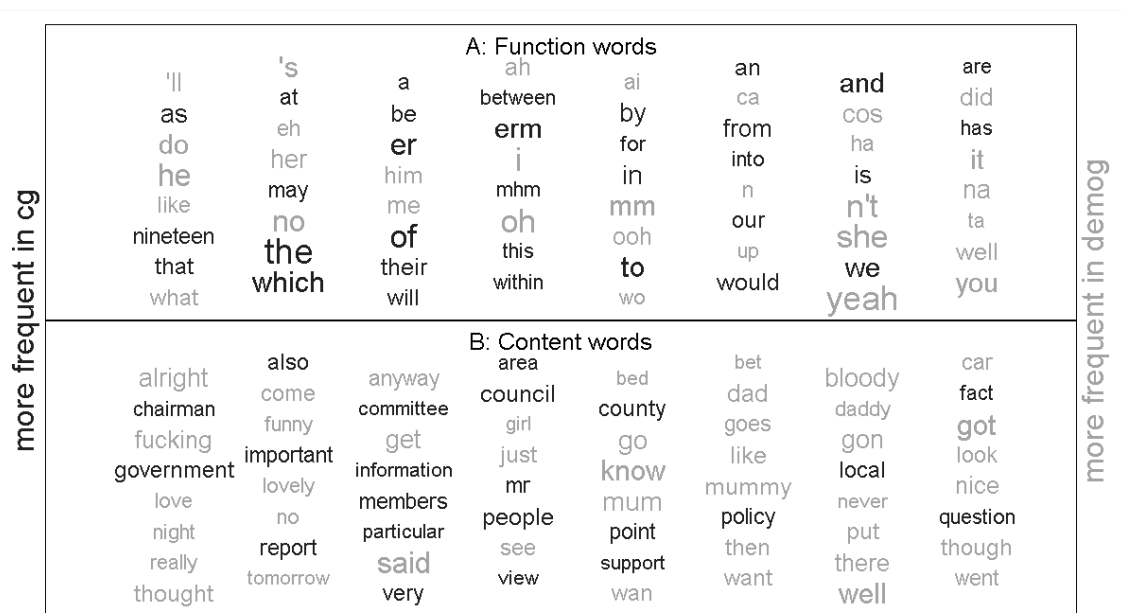 more frequent in cg
A: Function words
'll 's a ah ai an and are
as at be between by ca cos did
do eh er erm for from ha has
he her him i in into is it
like may me mhm mm n n't na
nineteen no of oh ooh our she ta
that the their this to up we well
what which will within wo would yeah you
B: Content words
alright also anyway area bed bet bloody car
chairman come committee council county dad daddy fact
fucking funny get girl go goes gon got
government important information just know like local look
love lovely members mr mum mummy never nice
night no particular people point policy put question
really report said see support then there though
thought tomorrow very view wan want well went
more frequent in demog